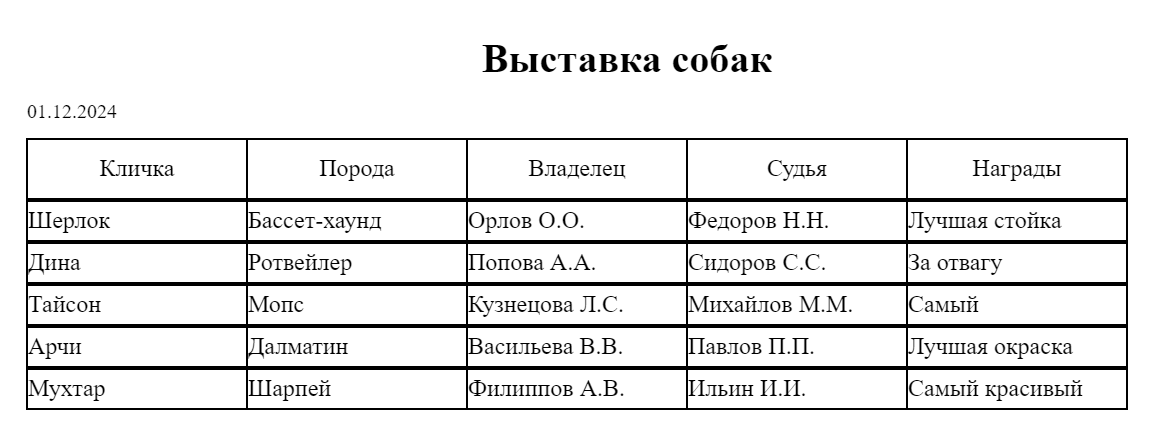 Выставка собак
01.12.2024
Кличка Порода Владелец Судья Награды
Шерлок Бассет-хаунд Орлов О.О. Федоров Н.Н. Лучшая стойка
Дина Ротвейлер Попова А.А. Сидоров С.С. За отвагу
Тайсон Мопс Кузнецова Л.С. Михайлов М.М. Самый
Арчи Далматин Васильева В.В. Павлов П.П. Лучшая окраска
Мухтар Шарпей Филиппов А.В. Ильин И.И. Самый красивый